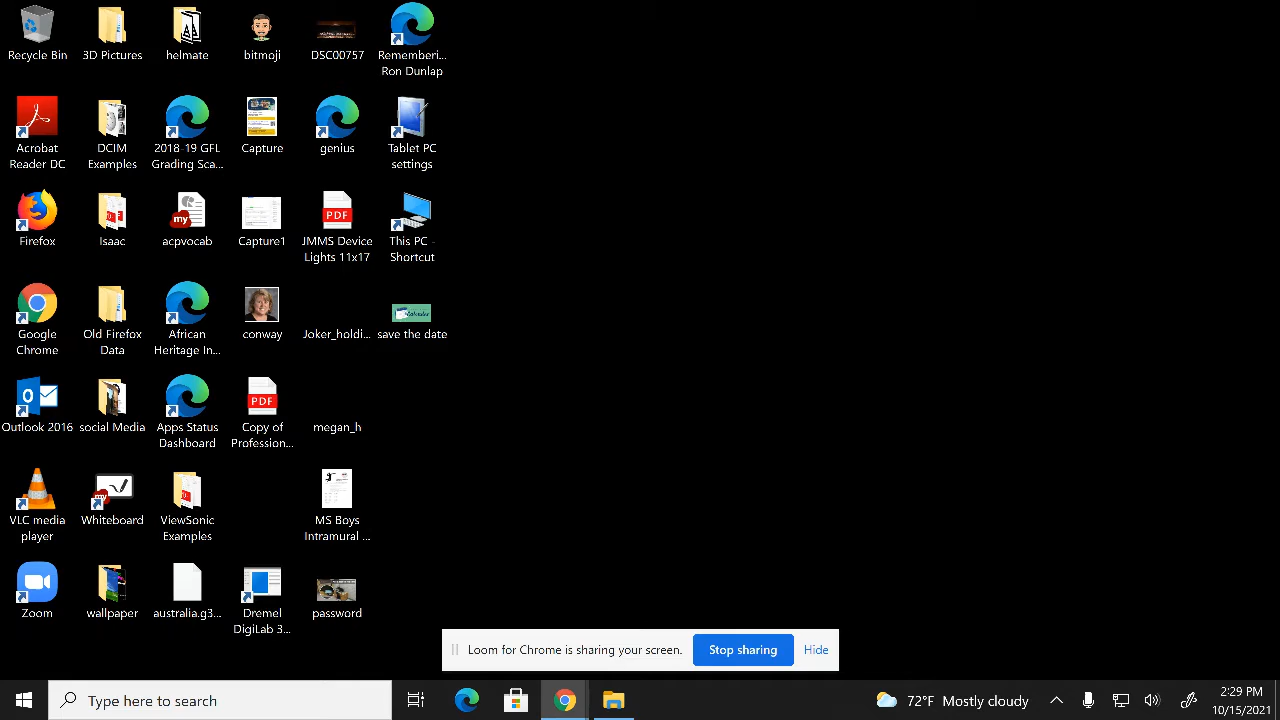 Recycle Bin
3D Pictures
helmate
bitmoji
DSC00757
Rememberi...
Ron Dunlap
Acrobat
Reader DC
DCIM
Examples
2018-19 GFL
Grading Sca...
Capture
genius
Tablet PC
settings
Firefox
Isaac
my
acpvocab
Capture1
PDF
JMMS Device
Lights 11x17
This PC -
Shortcut
Google
Chrome
Old Firefox
Data
African
Heritage In...
conway
Joker_holdi...
save the date
Outlook 2016
social Media
Apps Status
Dashboard
PDF
Copy of
Profession...
megan_h
VLC media
player
my
Whiteboard
ViewSonic
Examples
MS Boys
Intramural ...
Zoom
wallpaper
australia.g3...
Dremel
DigiLab 3...
password
Loom for Chrome is sharing your screen.
Stop sharing
Hide
Type here to search
72°F Mostly cloudy
:29 PM
10/15/2021